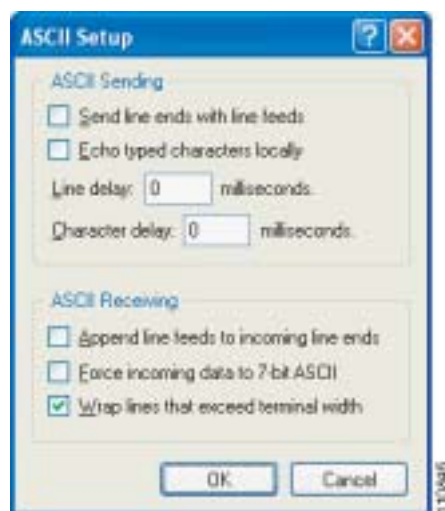 ASCII Setup
ASCII Sending
Send line ends with line feeds
Echo typed characters locally
Line delay: 0 milliseconds.
Character delay: 0 milliseconds.
ASCII Receiving
Append line feeds to incoming line ends
Force incoming data to 7-bit ASCII
Wrap lines that exceed terminal width
OK Cancel